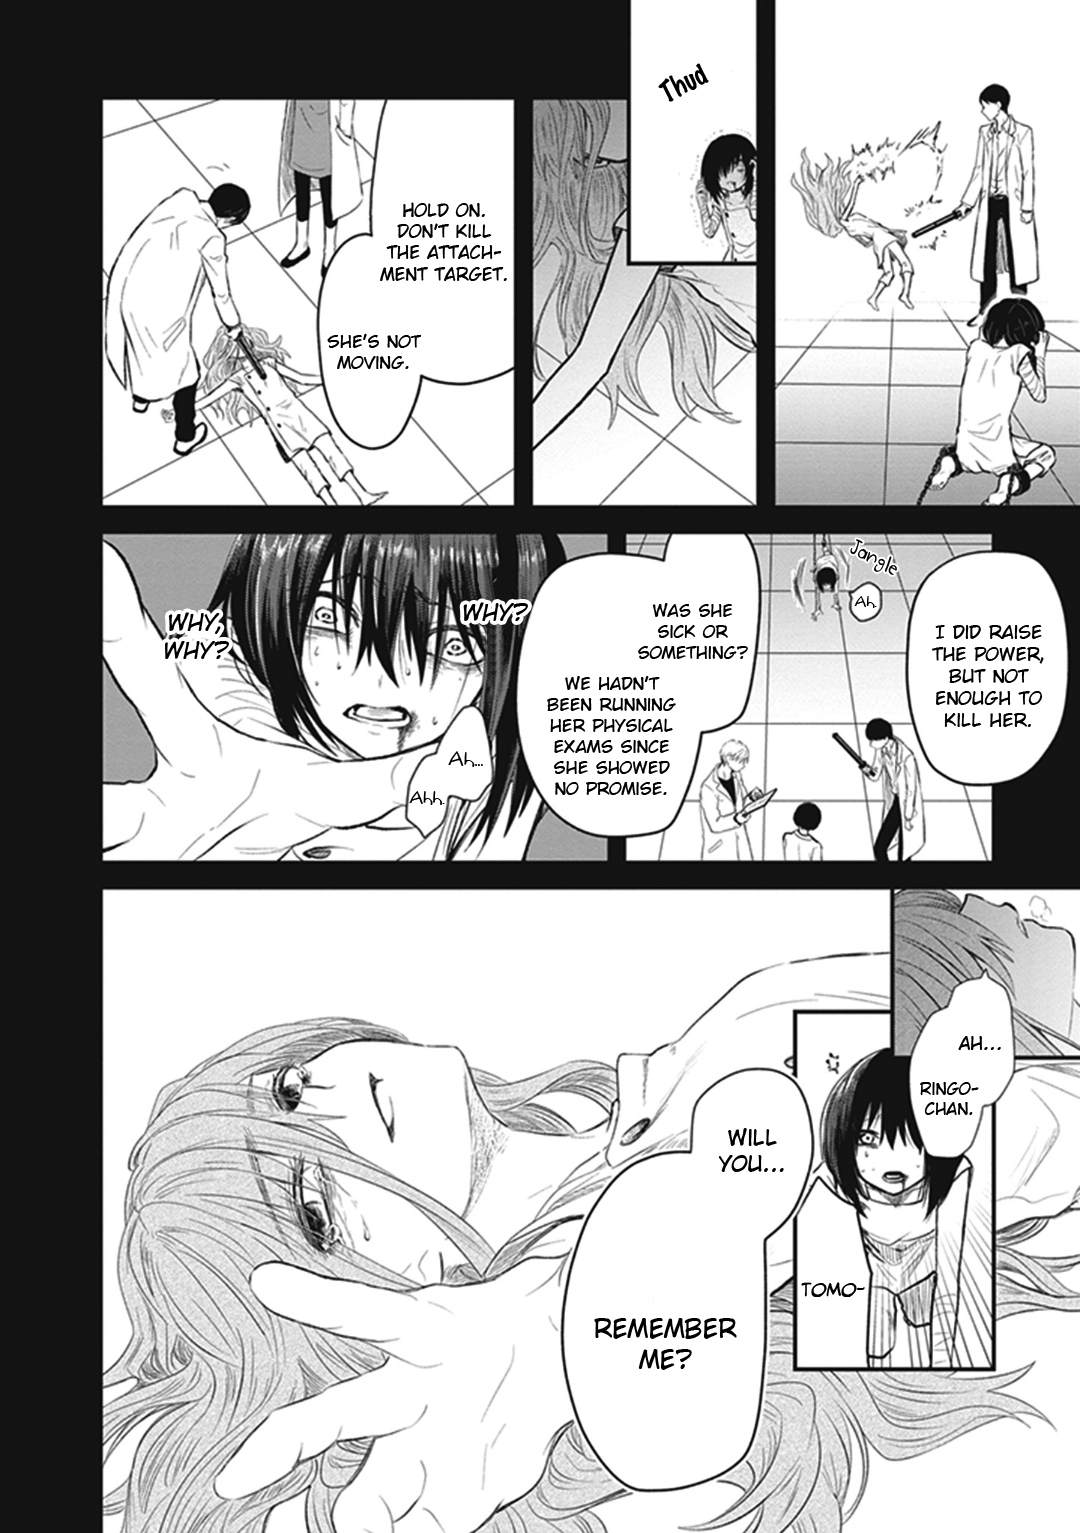 Thud
HOLD ON.
DON'T KILL
THE ATTACH-
MENT TARGET.
SHE'S NOT
MOVING.
I DID RAISE
THE POWER,
BUT NOT
ENOUGH TO
KILL HER.
Jangle
Ah.
WAS SHE
SICK OR
SOMETHING?
WE HADN'T
BEEN RUNNING
HER PHYSICAL
EXAMS SINCE
SHE SHOWED
NO PROMISE.
WHY?
WHY,
WHY?
Ah...
Ahh.
AH...
RINGO-
CHAN.
TOMO-
WILL
YOU...
REMEMBER
ME?